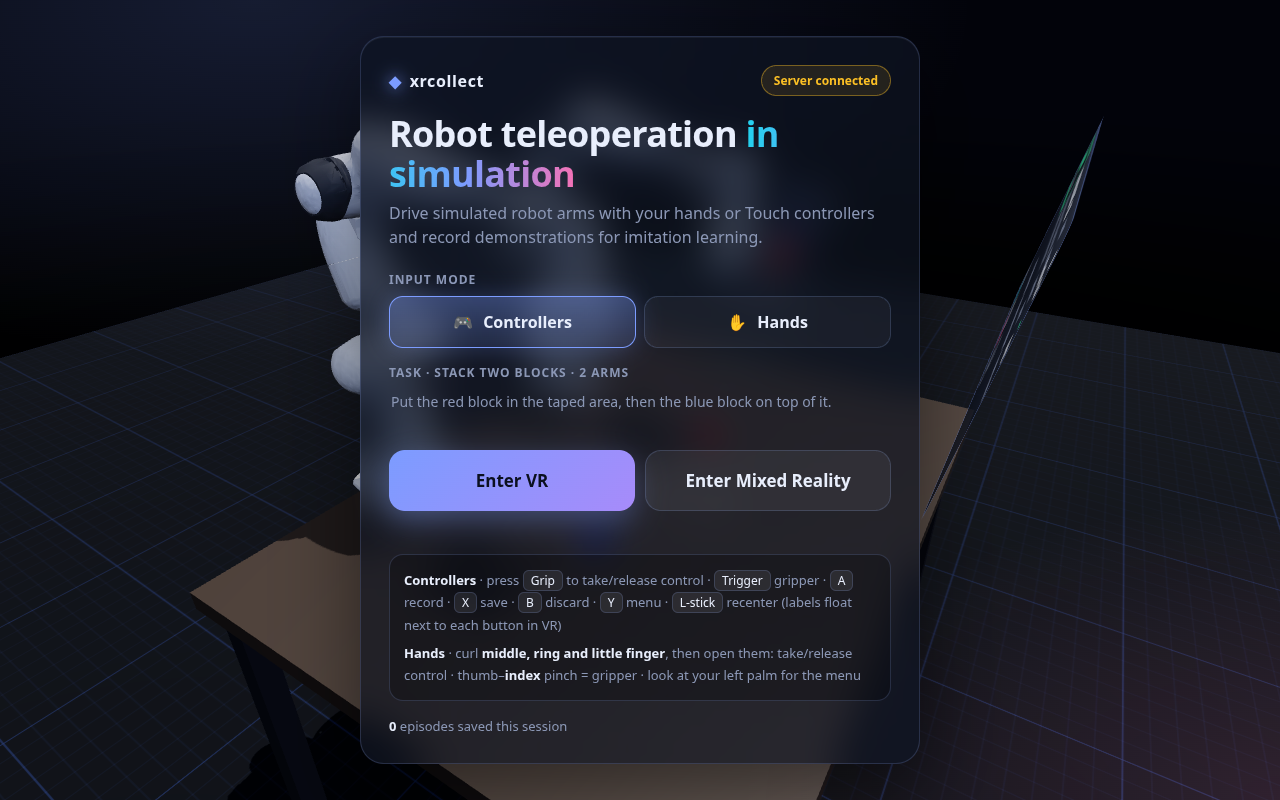 xrcollect
Server connected
Robot teleoperation in
simulation
Drive simulated robot arms with your hands or Touch controllers
and record demonstrations for imitation learning.
INPUT MODE
🎮 Controllers
✋ Hands
TASK · STACK TWO BLOCKS · 2 ARMS
Put the red block in the taped area, then the blue block on top of it.
Enter VR
Enter Mixed Reality
Controllers · press Grip to take/release control · Trigger gripper · A
record · X save · B discard · Y menu · L-stick recenter (labels float
next to each button in VR)
Hands · curl middle, ring and little finger, then open them: take/release
control · thumb–index pinch = gripper · look at your left palm for the menu
0 episodes saved this session